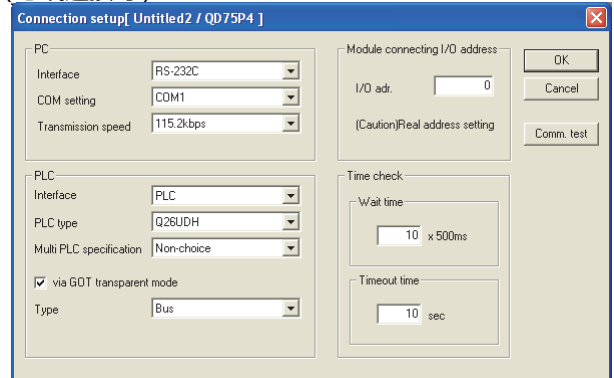 Connection setup[ Untitled2 / QD75P4 ]
PC
Interface RS-232C
COM setting COM1
Transmission speed 115.2kbps
Module connecting I/O address
I/O adr. 0
(Caution)Real address setting
OK
Cancel
Comm. test
PLC
Interface PLC
PLC type Q26UDH
Multi PLC specification Non-choice
via GOT transparent mode
Type Bus
Time check
Wait time
10 x 500ms
Timeout time
10 sec